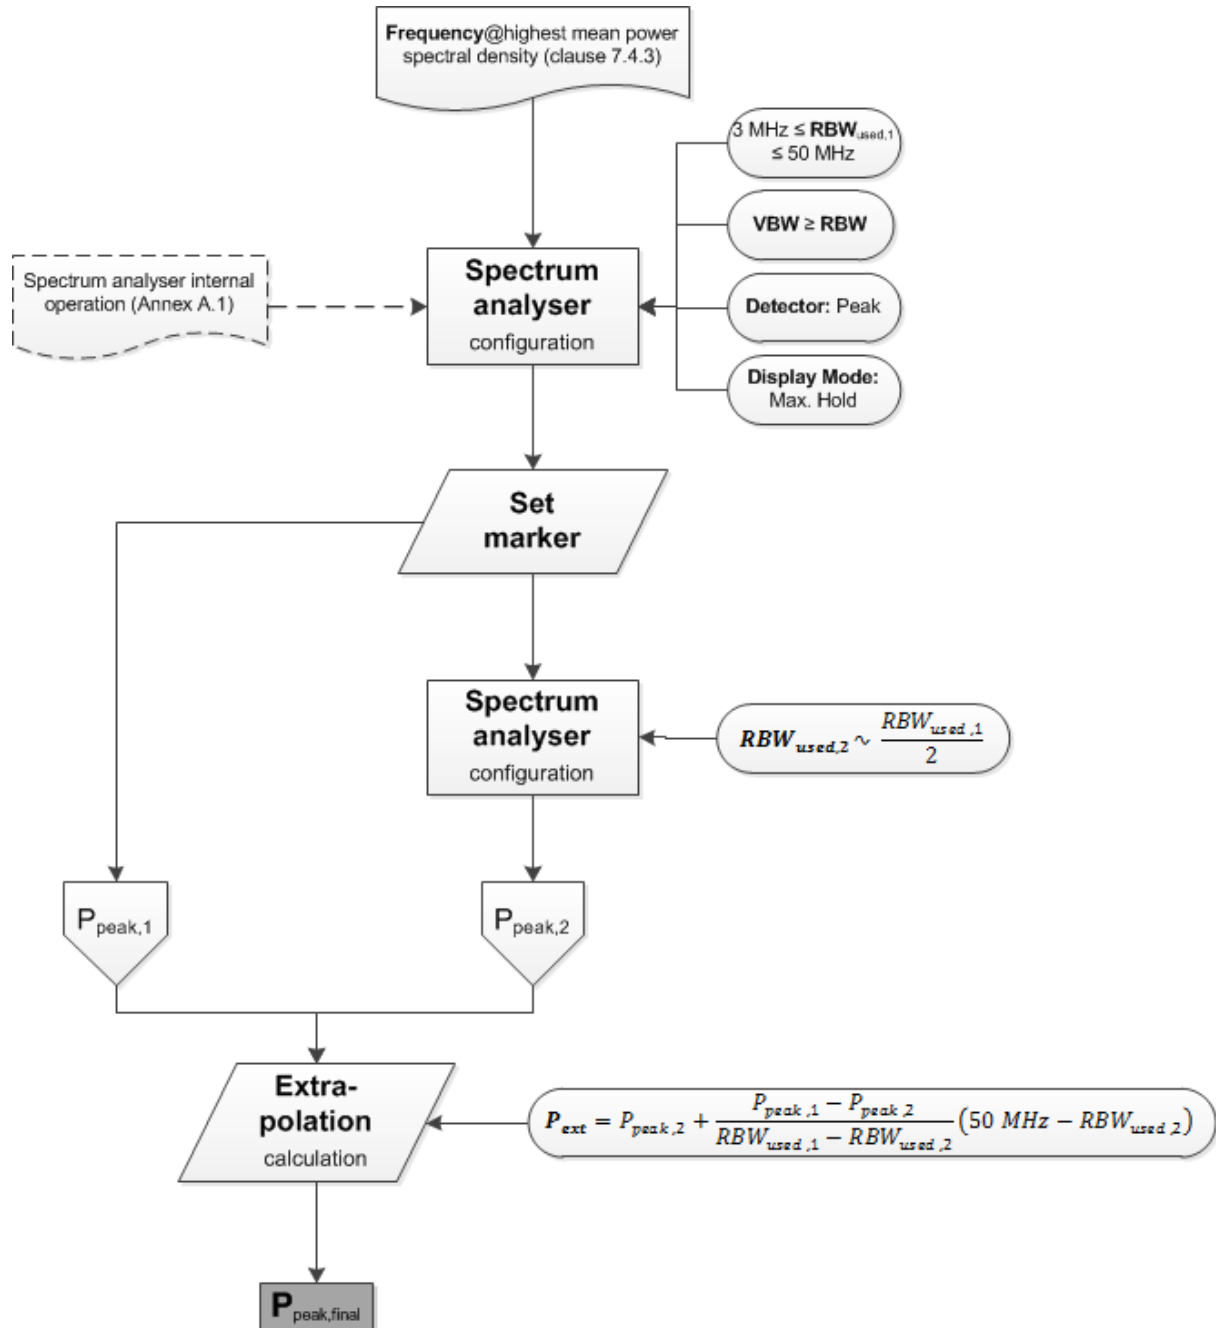 Frequency@highest mean power
spectral density (clause 7.4.3)
3 MHz ≤ RBWused,1
≤ 50 MHz
VBW ≥ RBW
Spectrum analyser internal
operation (Annex A.1)
Spectrum
analyser
configuration
Detector: Peak
Display Mode:
Max. Hold
Set
marker
Spectrum
analyser
configuration
RBWused,2 ~ RBWused,1 / 2
Ppeak,1
Ppeak,2
Extra-
polation
calculation
Pext = Ppeak,2 + (Ppeak,1 − Ppeak,2) / (RBWused,1 − RBWused,2) (50 MHz − RBWused,2)
Ppeak,final